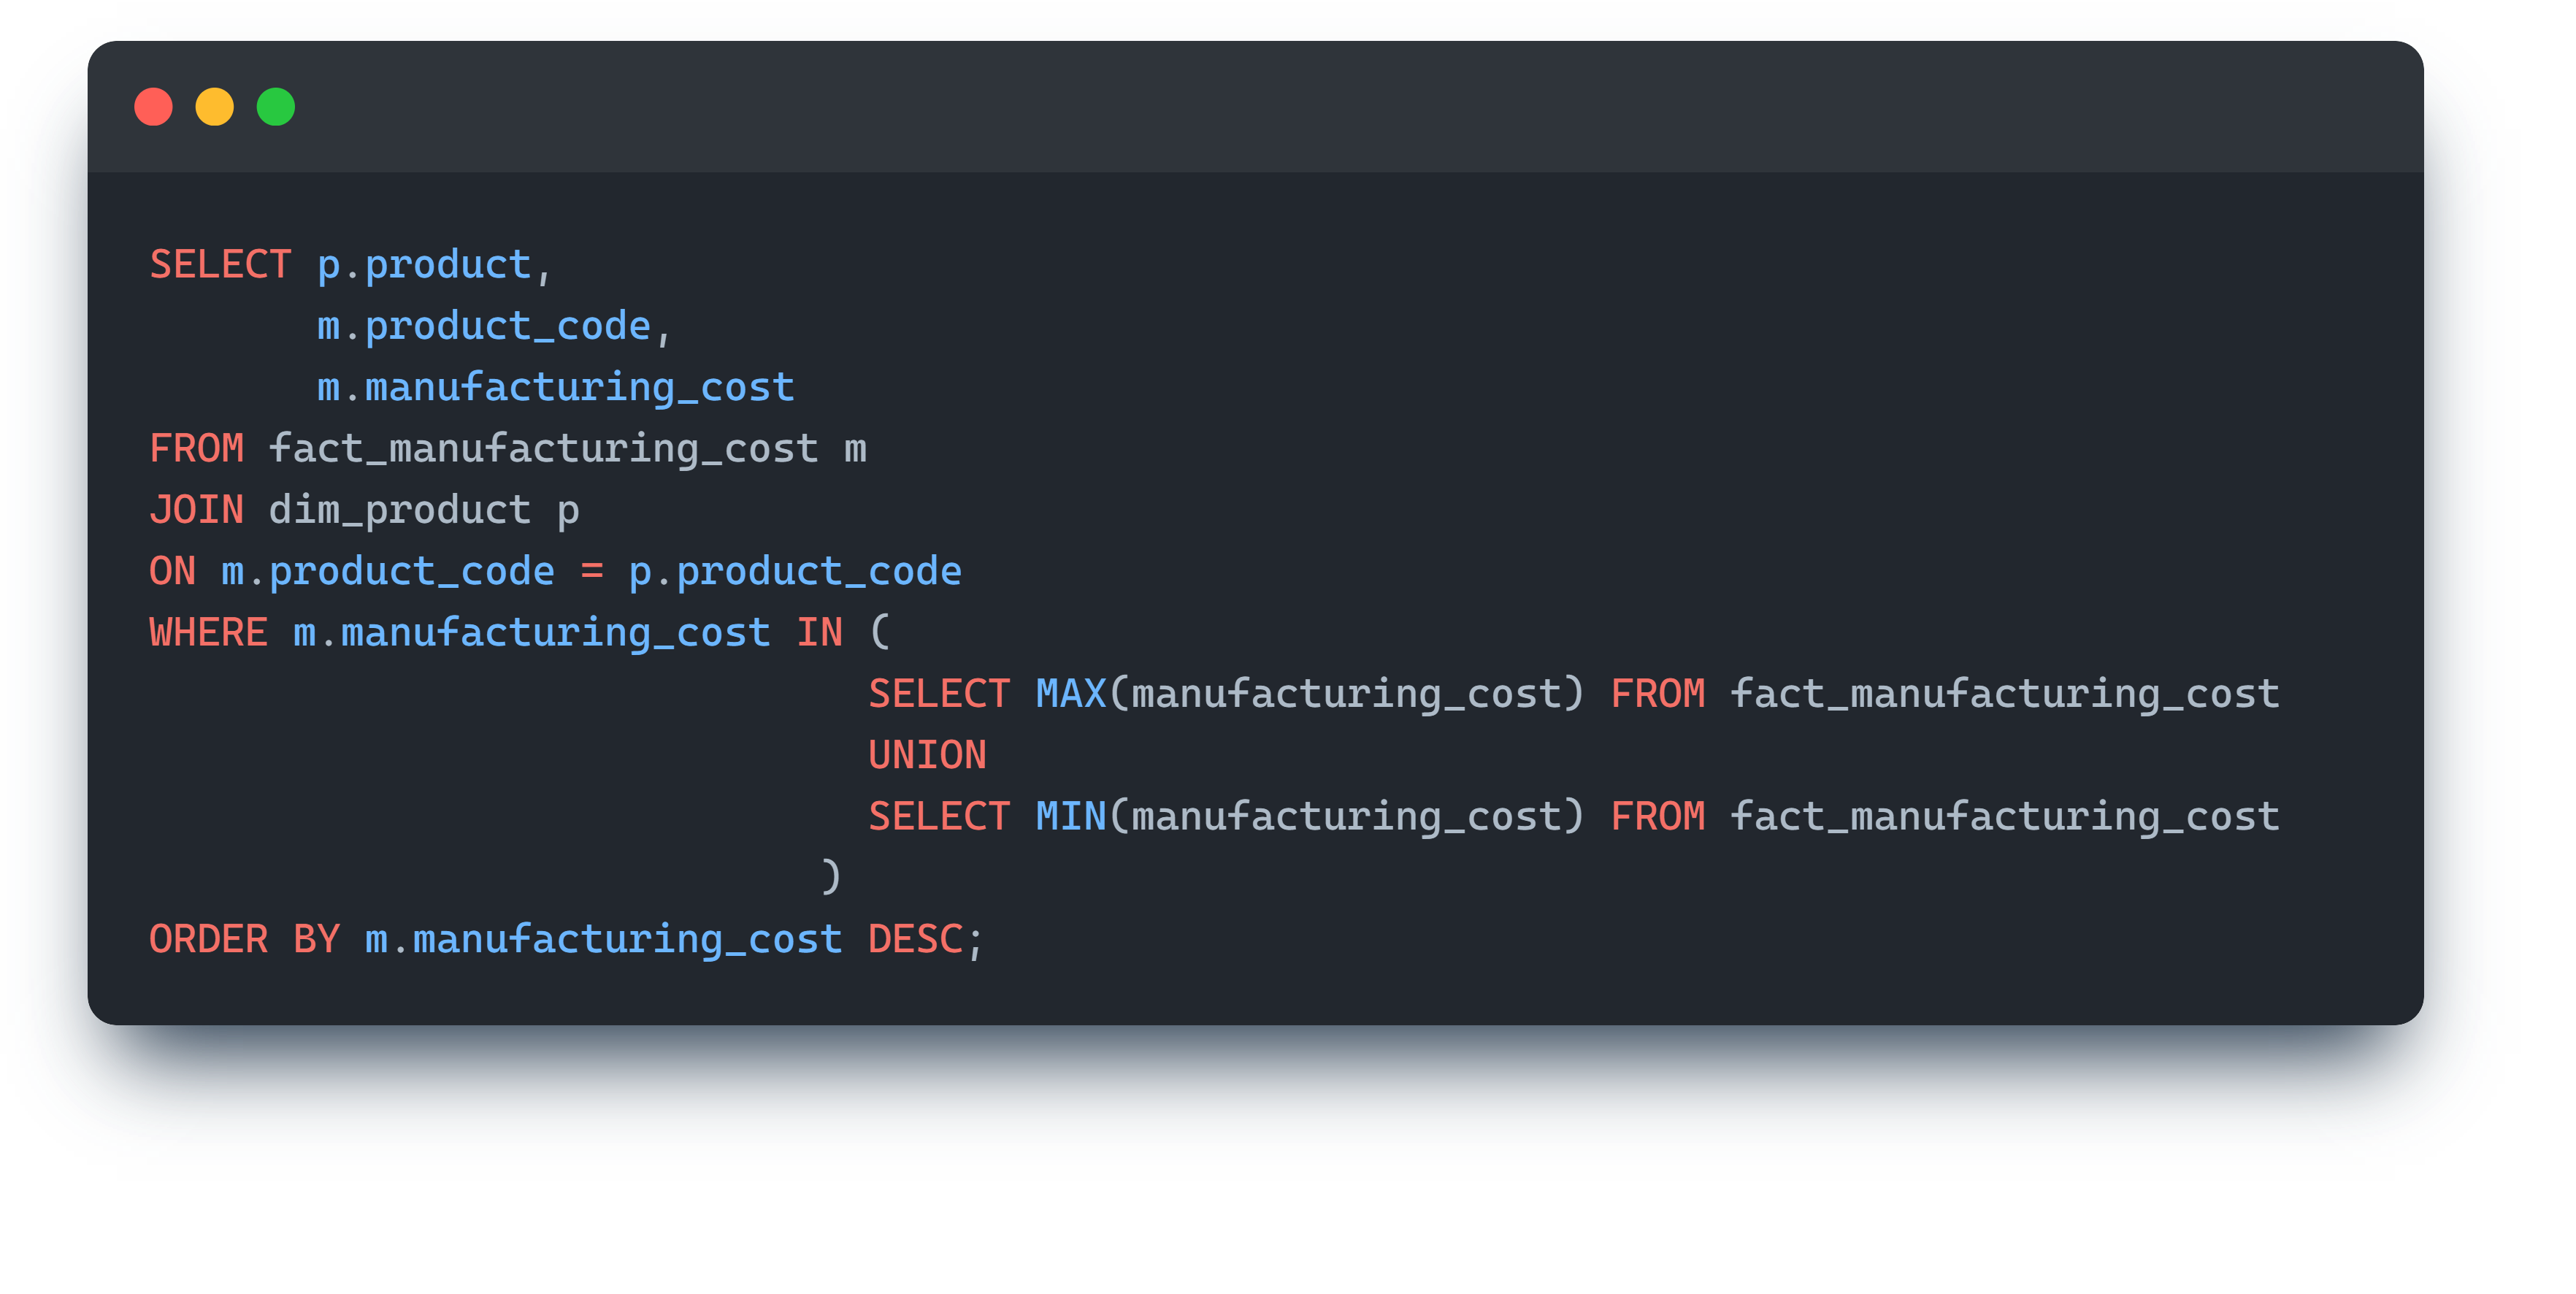 SELECT p.product,
       m.product_code,
       m.manufacturing_cost
FROM fact_manufacturing_cost m
JOIN dim_product p
ON m.product_code = p.product_code
WHERE m.manufacturing_cost IN (
                              SELECT MAX(manufacturing_cost) FROM fact_manufacturing_cost
                              UNION
                              SELECT MIN(manufacturing_cost) FROM fact_manufacturing_cost
                            )
ORDER BY m.manufacturing_cost DESC;